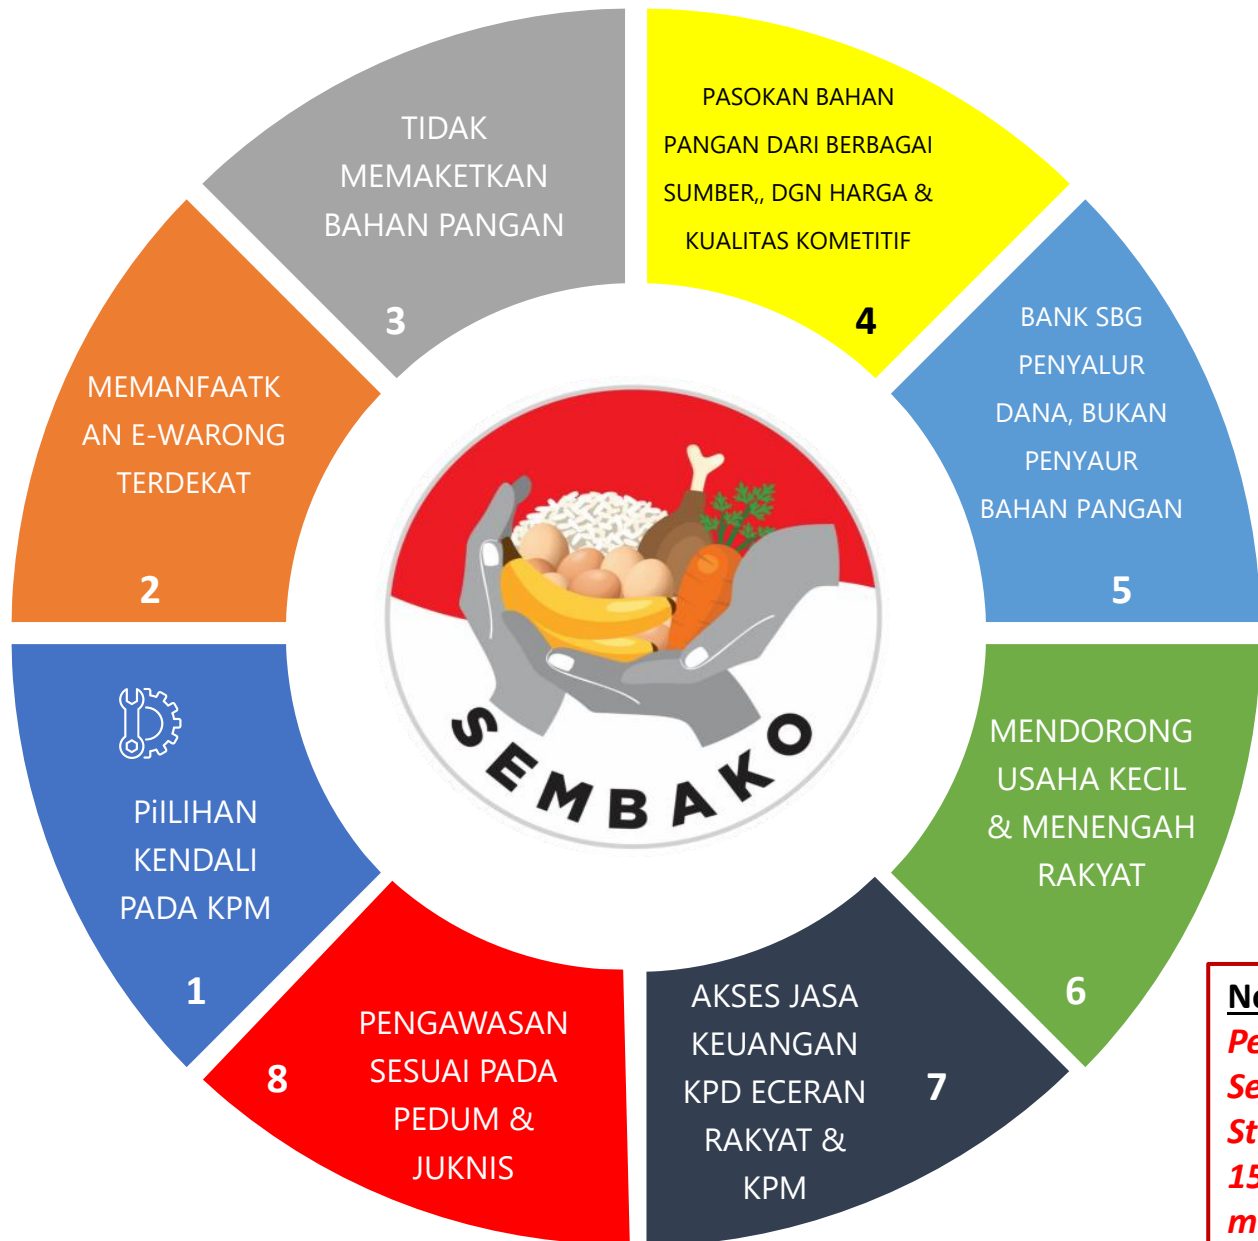 TIDAK
MEMAKETKAN
BAHAN PANGAN
3
PASOKAN BAHAN
PANGAN DARI BERBAGAI
SUMBER,, DGN HARGA &
KUALITAS KOMETITIF
4
BANK SBG
PENYALUR
DANA, BUKAN
PENYAUR
BAHAN PANGAN
5
MEMANFAATK
AN E-WARONG
TERDEKAT
2
SEMBAKO
PiILIHAN
KENDALI
PADA KPM
1
MENDORONG
USAHA KECIL
& MENENGAH
RAKYAT
6
PENGAWASAN
SESUAI PADA
PEDUM &
JUKNIS
8
AKSES JASA
KEUANGAN
KPD ECERAN
RAKYAT &
KPM
7
15